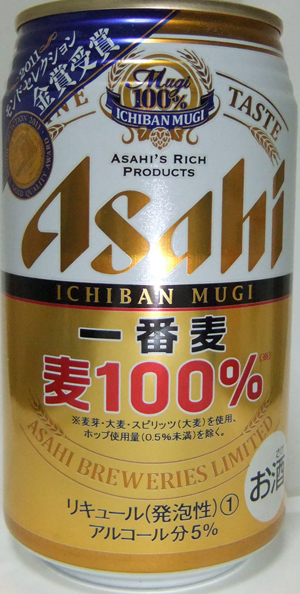 2011
モンドセレクション
金賞受賞
Mugi
100%
ICHIBAN MUGI
TASTE
ASAHI'S RICH
PRODUCTS
Asahi
ICHIBAN MUGI
一番麦
麦100%(※)
※麦芽・大麦・スピリッツ(大麦)を使用、
ホップ使用量(0.5%未満)を除く。
ASAHI BREWERIES LIMITED
お酒
リキュール(発泡性)①
アルコール分5%